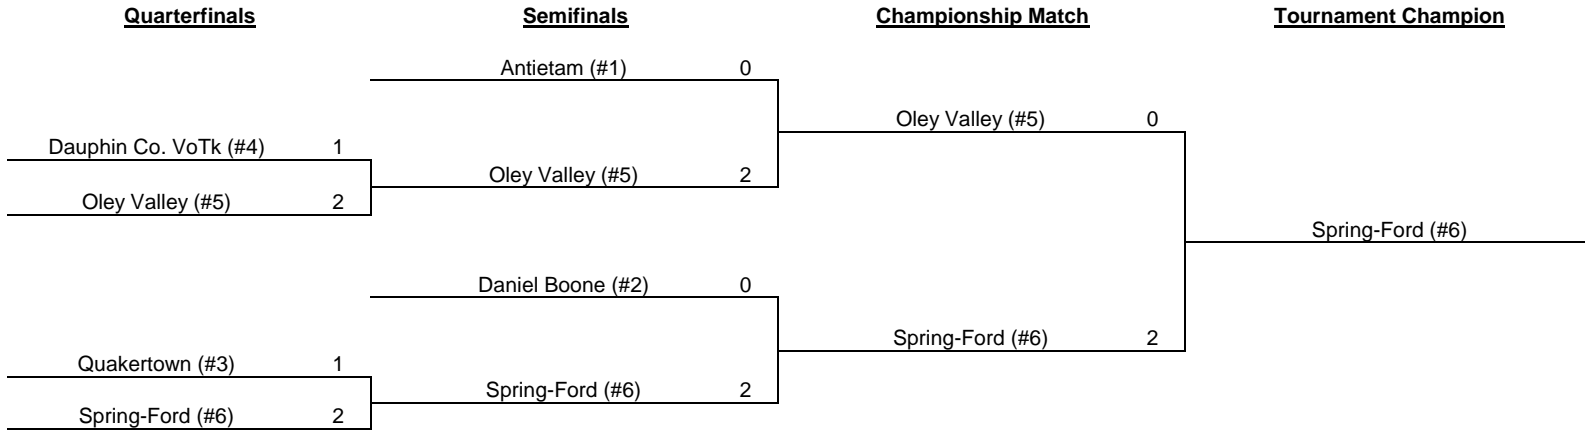 Quarterfinals Semifinals Championship Match Tournament Champion
Antietam (#1) 0
Oley Valley (#5) 0
Dauphin Co. VoTk (#4) 1
Oley Valley (#5) 2
Oley Valley (#5) 2
Spring-Ford (#6)
Daniel Boone (#2) 0
Spring-Ford (#6) 2
Quakertown (#3) 1
Spring-Ford (#6) 2
Spring-Ford (#6) 2